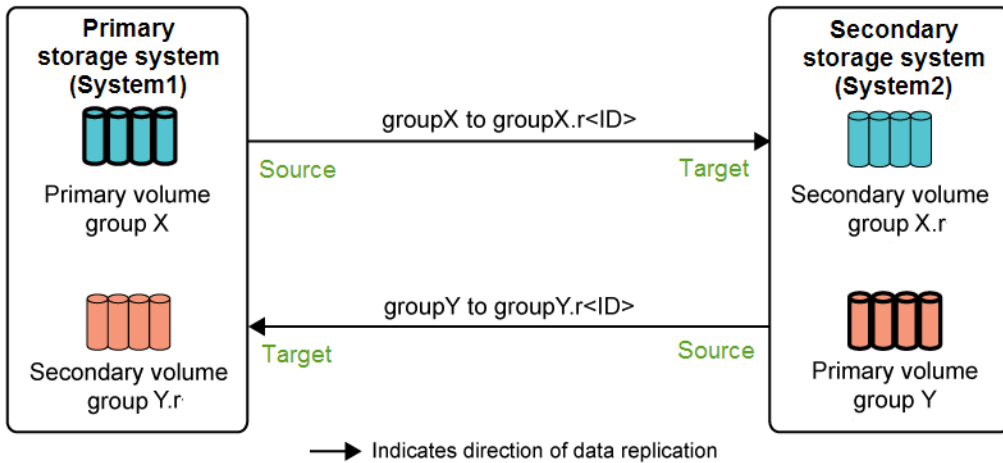 Primary
storage system
(System1)
Primary volume
group X
Secondary volume
group Y.r
groupX to groupX.r<ID>
Source
Target
groupY to groupY.r<ID>
Target
Source
Secondary
storage system
(System2)
Secondary volume
group X.r
Primary volume
group Y
Indicates direction of data replication